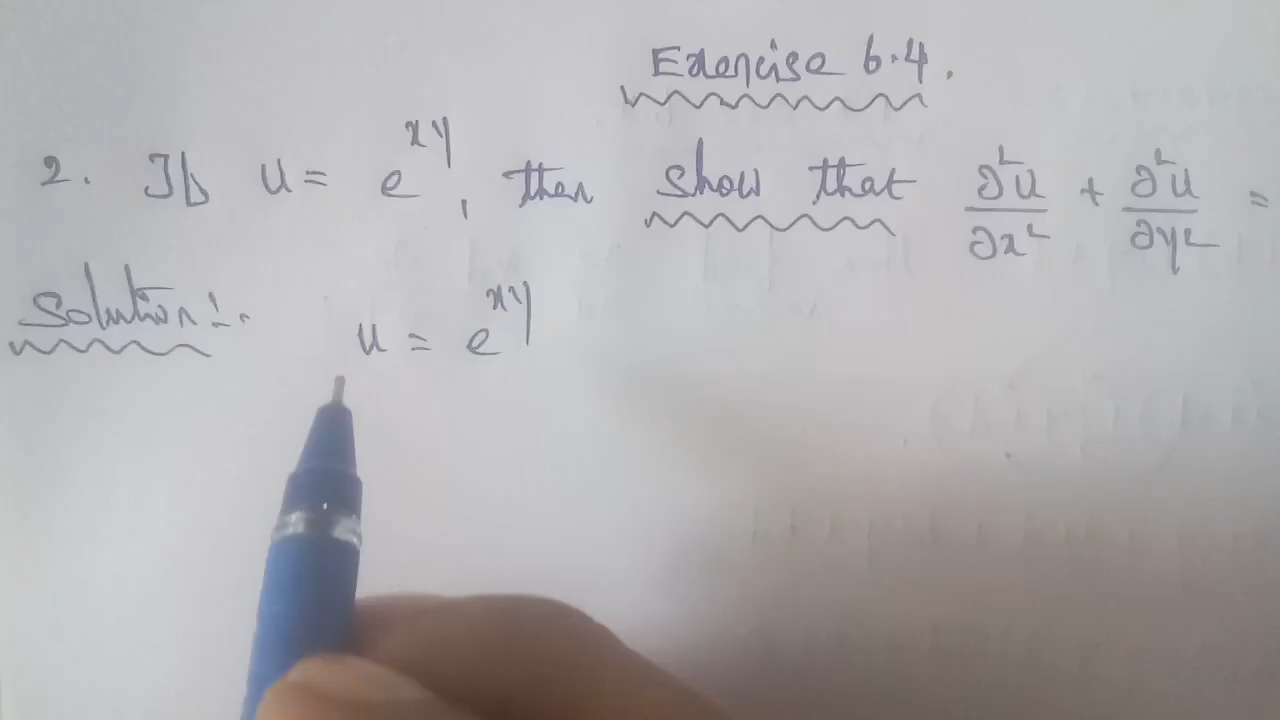 Exercise 6.4.
2. If u = e^{xy}, then show that ∂²u/∂x² + ∂²u/∂y² =
Solution:-. u = e^{xy}